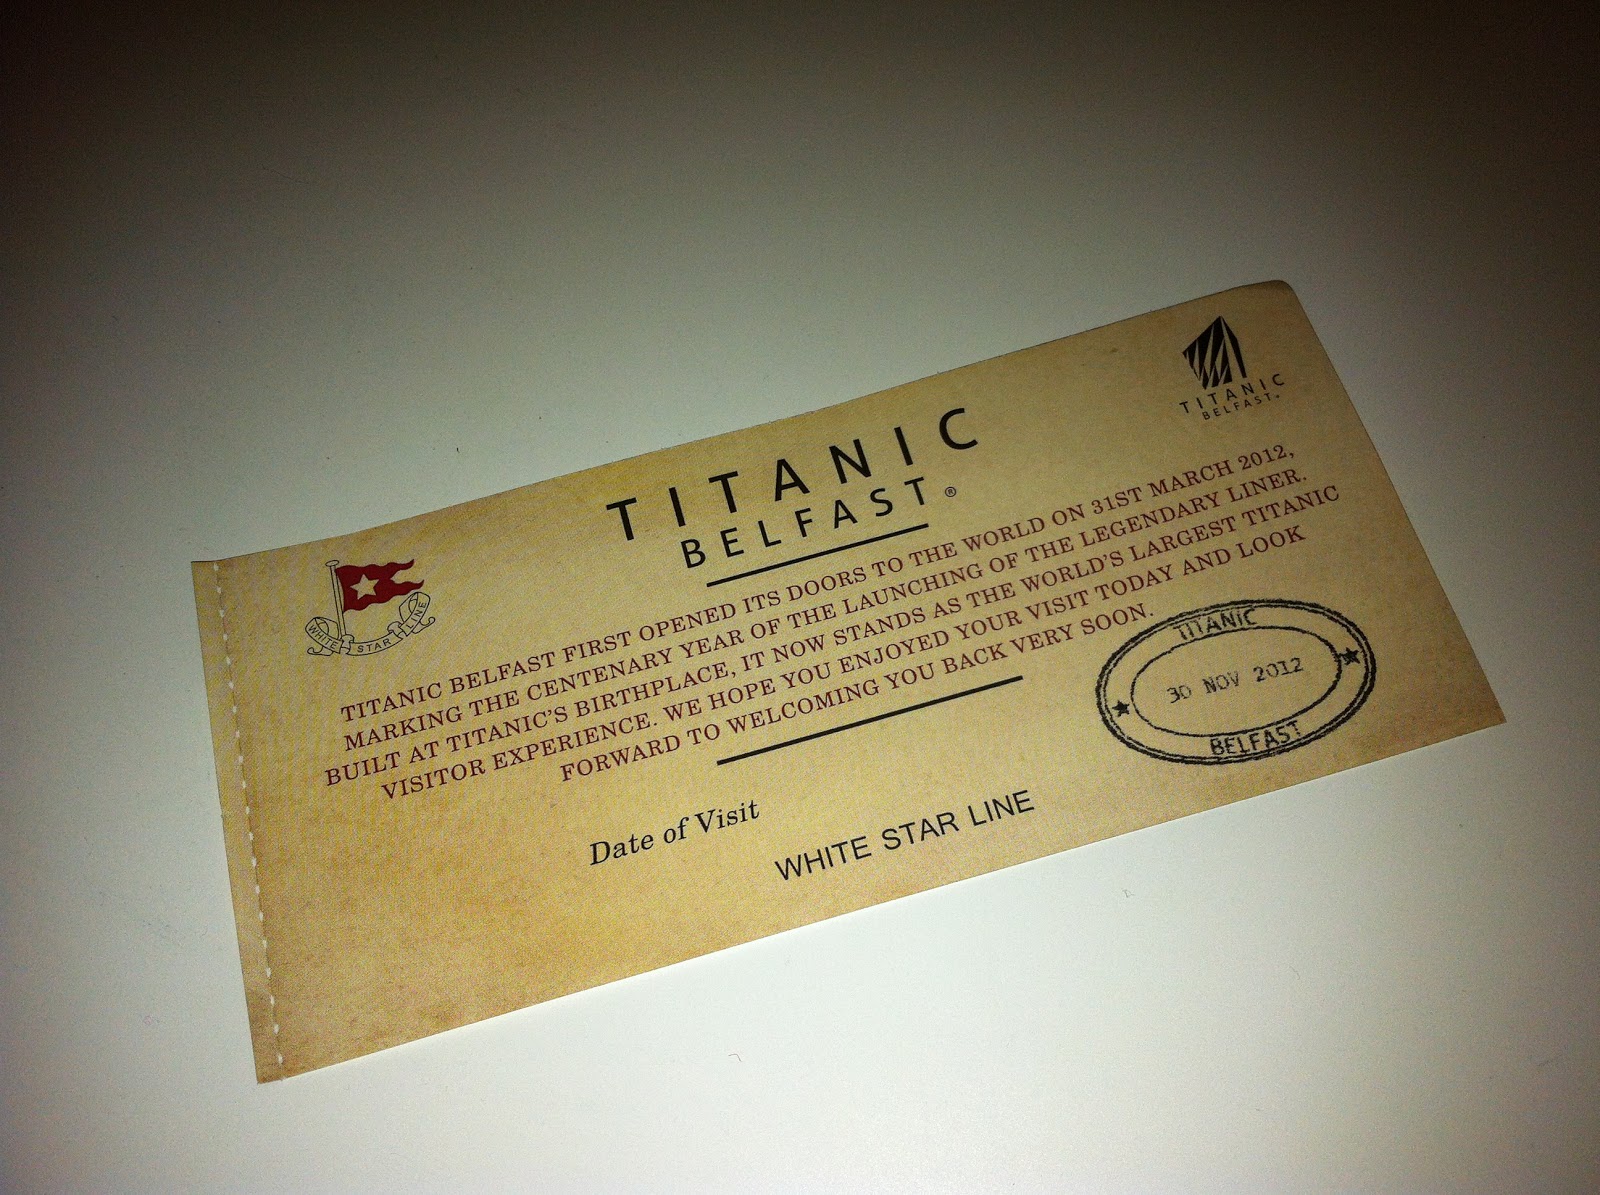 TITANIC
BELFAST®
TITANIC
BELFAST
WHITE STAR LINE
TITANIC BELFAST FIRST OPENED ITS DOORS TO THE WORLD ON 31ST MARCH 2012,
MARKING THE CENTENARY YEAR OF THE LAUNCHING OF THE LEGENDARY LINER.
BUILT AT TITANIC'S BIRTHPLACE, IT NOW STANDS AS THE WORLD'S LARGEST TITANIC
VISITOR EXPERIENCE. WE HOPE YOU ENJOYED YOUR VISIT TODAY AND LOOK
FORWARD TO WELCOMING YOU BACK VERY SOON.
TITANIC
30 NOV 2012
BELFAST
Date of Visit
WHITE STAR LINE